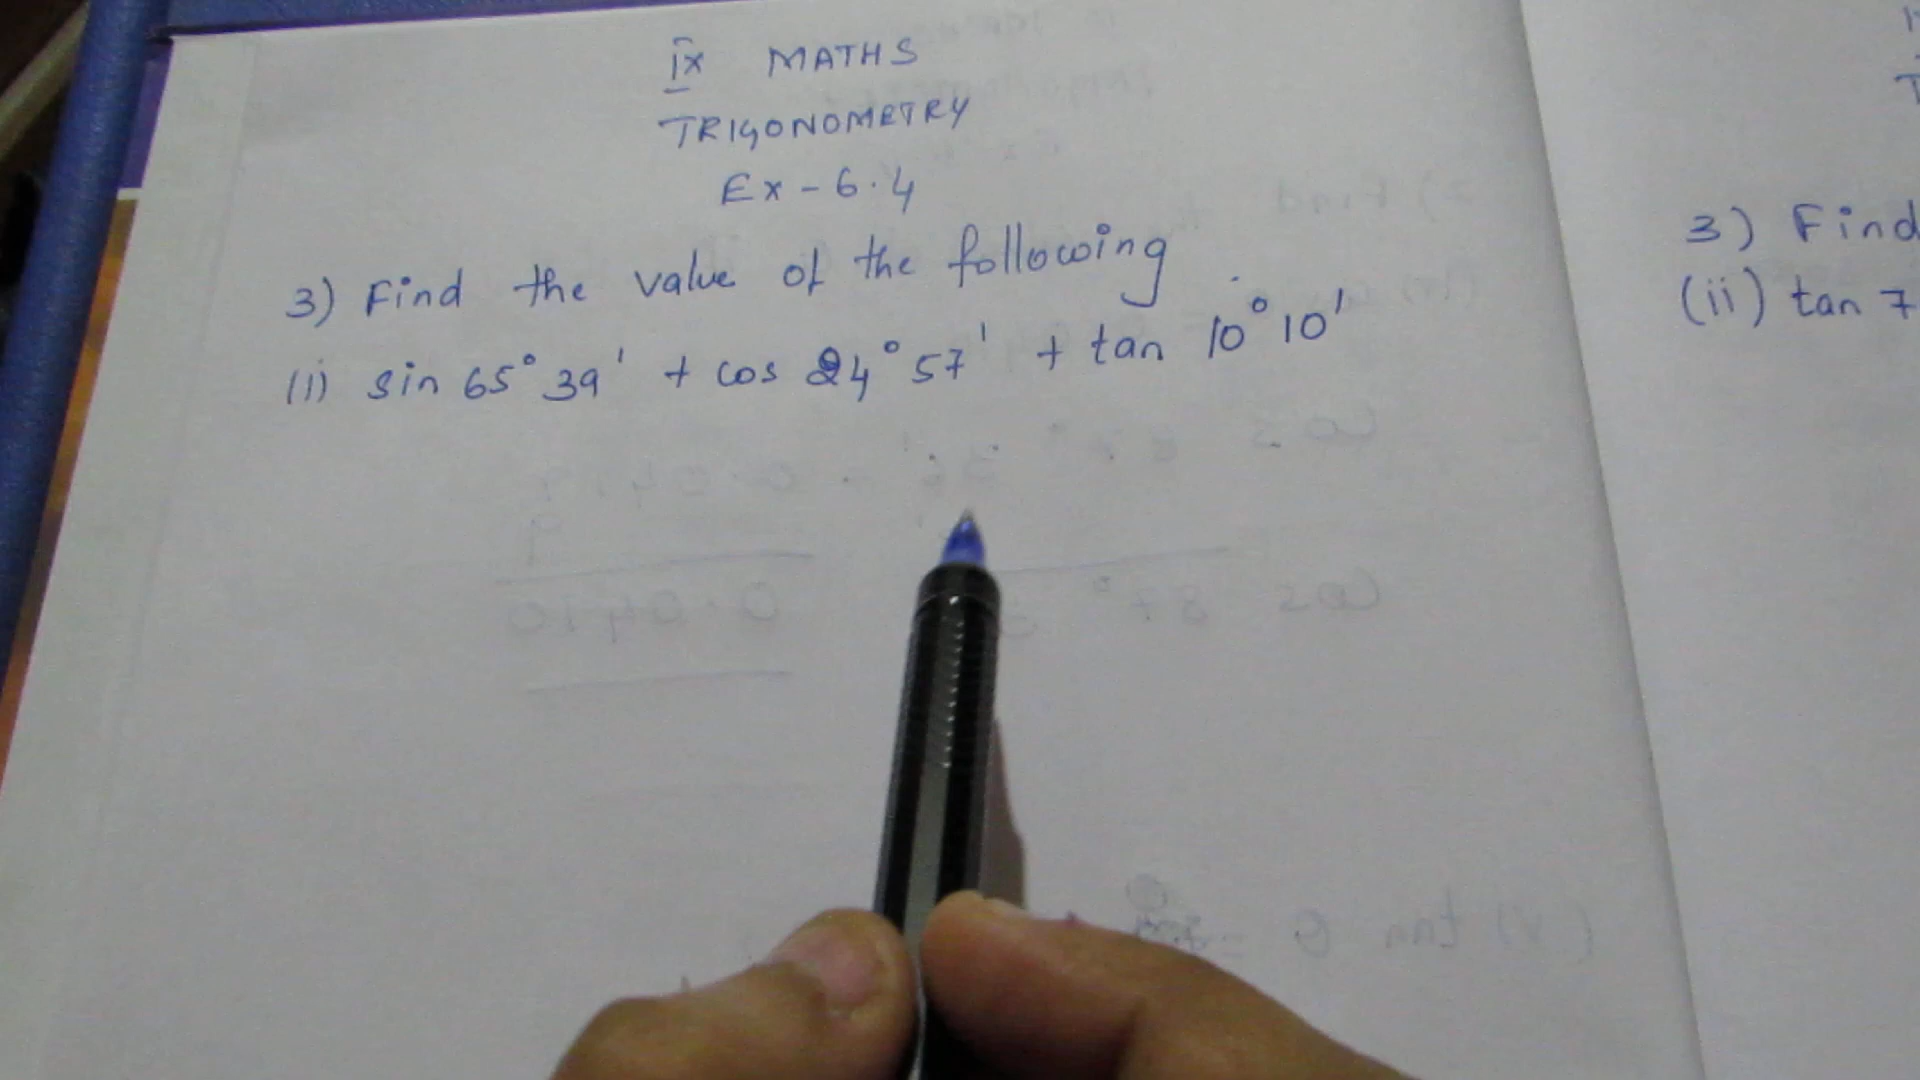 IX MATHS
TRIGONOMETRY
Ex - 6.4
3) Find the value of the following
(i) sin 65° 39' + cos 24° 57' + tan 10° 10'
3) Find
(ii) tan 7